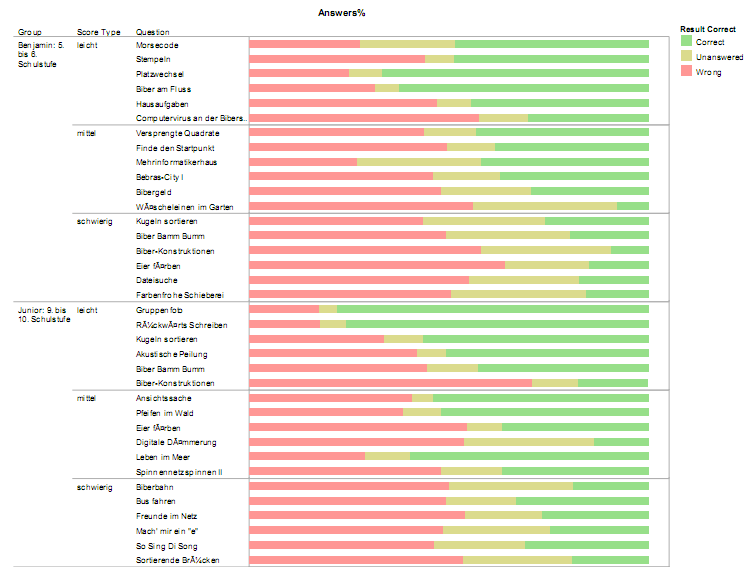 Answers%
Group Score Type Question
Result Correct
Correct
Unanswered
Wrong
Benjamin: 5. bis 6. Schulstufe
leicht
Morsecode
Stempeln
Platzwechsel
Biber am Fluss
Hausaufgaben
Computervirus an der Bibers..
mittel
Versprengte Quadrate
Finde den Startpunkt
Mehrinformatikerhaus
Bebras-City I
Bibergeld
WÃ¤scheleinen im Garten
schwierig
Kugeln sortieren
Biber Bamm Bumm
Biber-Konstruktionen
Eier fÃ¤rben
Dateisuche
Farbenfrohe Schieberei
Junior: 9. bis 10. Schulstufe
leicht
Gruppenfoto
RÃ¼ckwÃ¤rts Schreiben
Kugeln sortieren
Akustische Peilung
Biber Bamm Bumm
Biber-Konstruktionen
mittel
Ansichtssache
Pfeifen im Wald
Eier fÃ¤rben
Digitale DÃ¤mmerung
Leben im Meer
Spinnennetzspinnen II
schwierig
Biberbahn
Bus fahren
Freunde im Netz
Mach' mir ein "e"
So Sing Di Song
Sortierende BrÃ¼cken